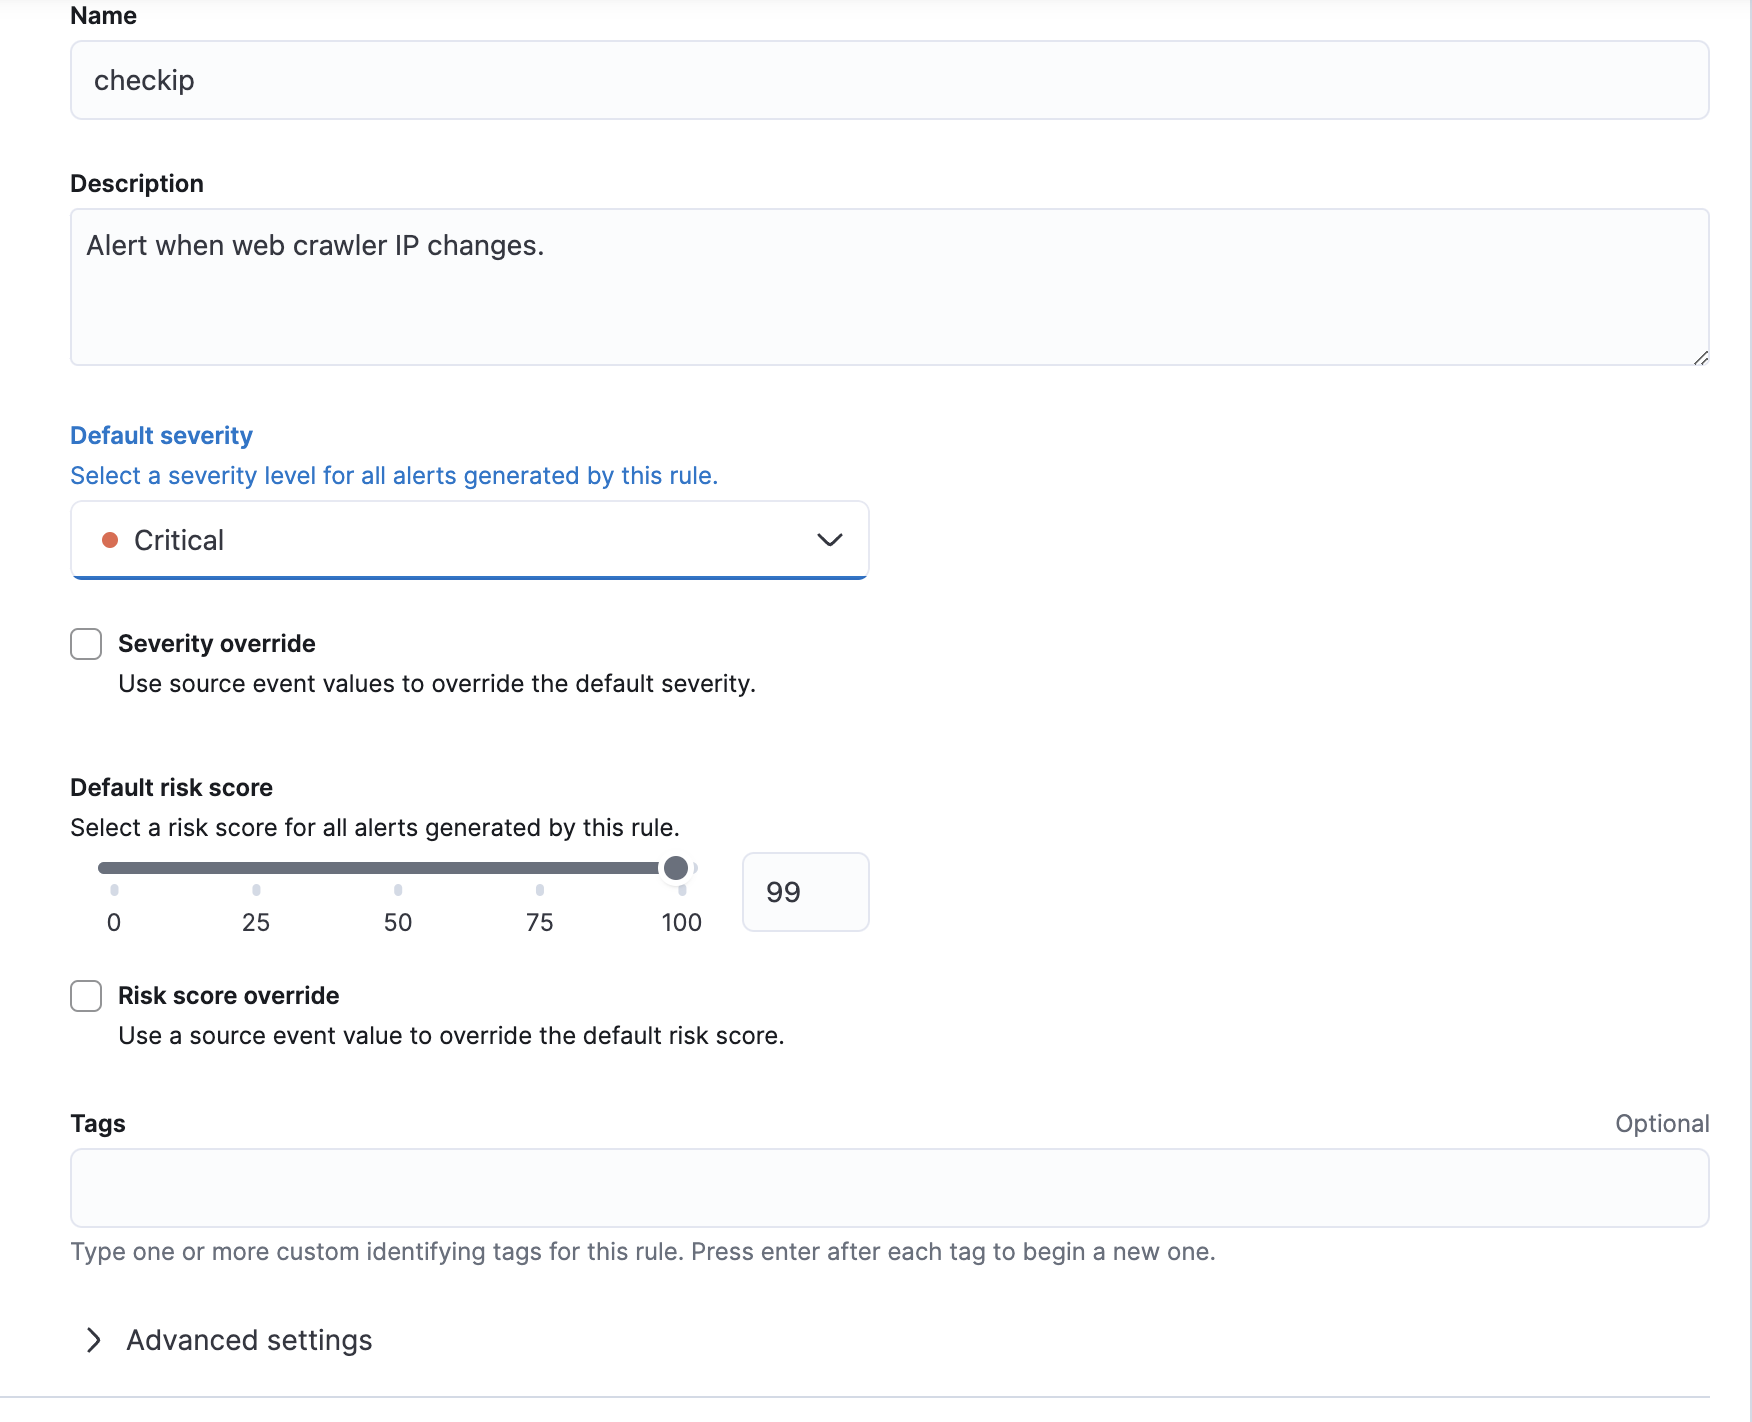 Name
checkip
Description
Alert when web crawler IP changes.
Default severity
Select a severity level for all alerts generated by this rule.
Critical
Severity override
Use source event values to override the default severity.
Default risk score
Select a risk score for all alerts generated by this rule.
0 25 50 75 100 99
Risk score override
Use a source event value to override the default risk score.
Tags Optional
Type one or more custom identifying tags for this rule. Press enter after each tag to begin a new one.
Advanced settings